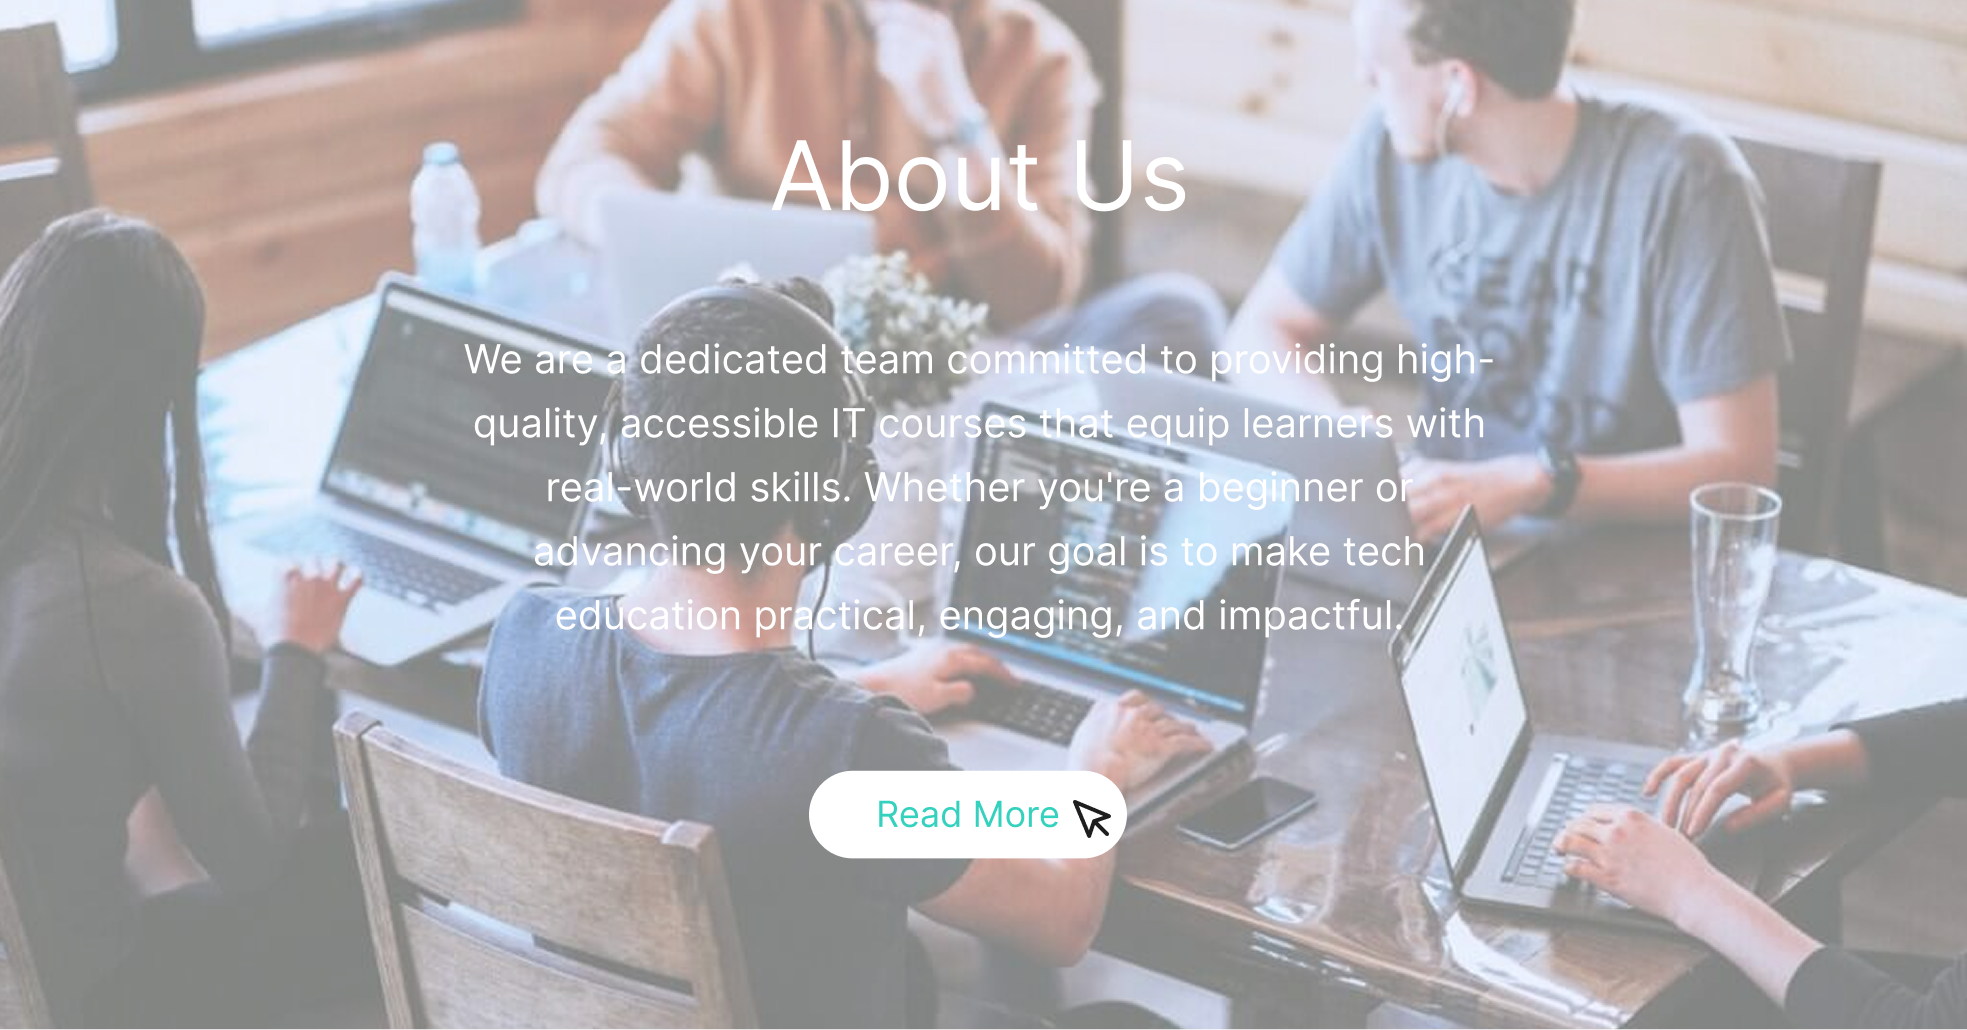 About Us
We are a dedicated team committed to providing high-
quality, accessible IT courses that equip learners with
real-world skills. Whether you're a beginner or
advancing your career, our goal is to make tech
education practical, engaging, and impactful.
Read More